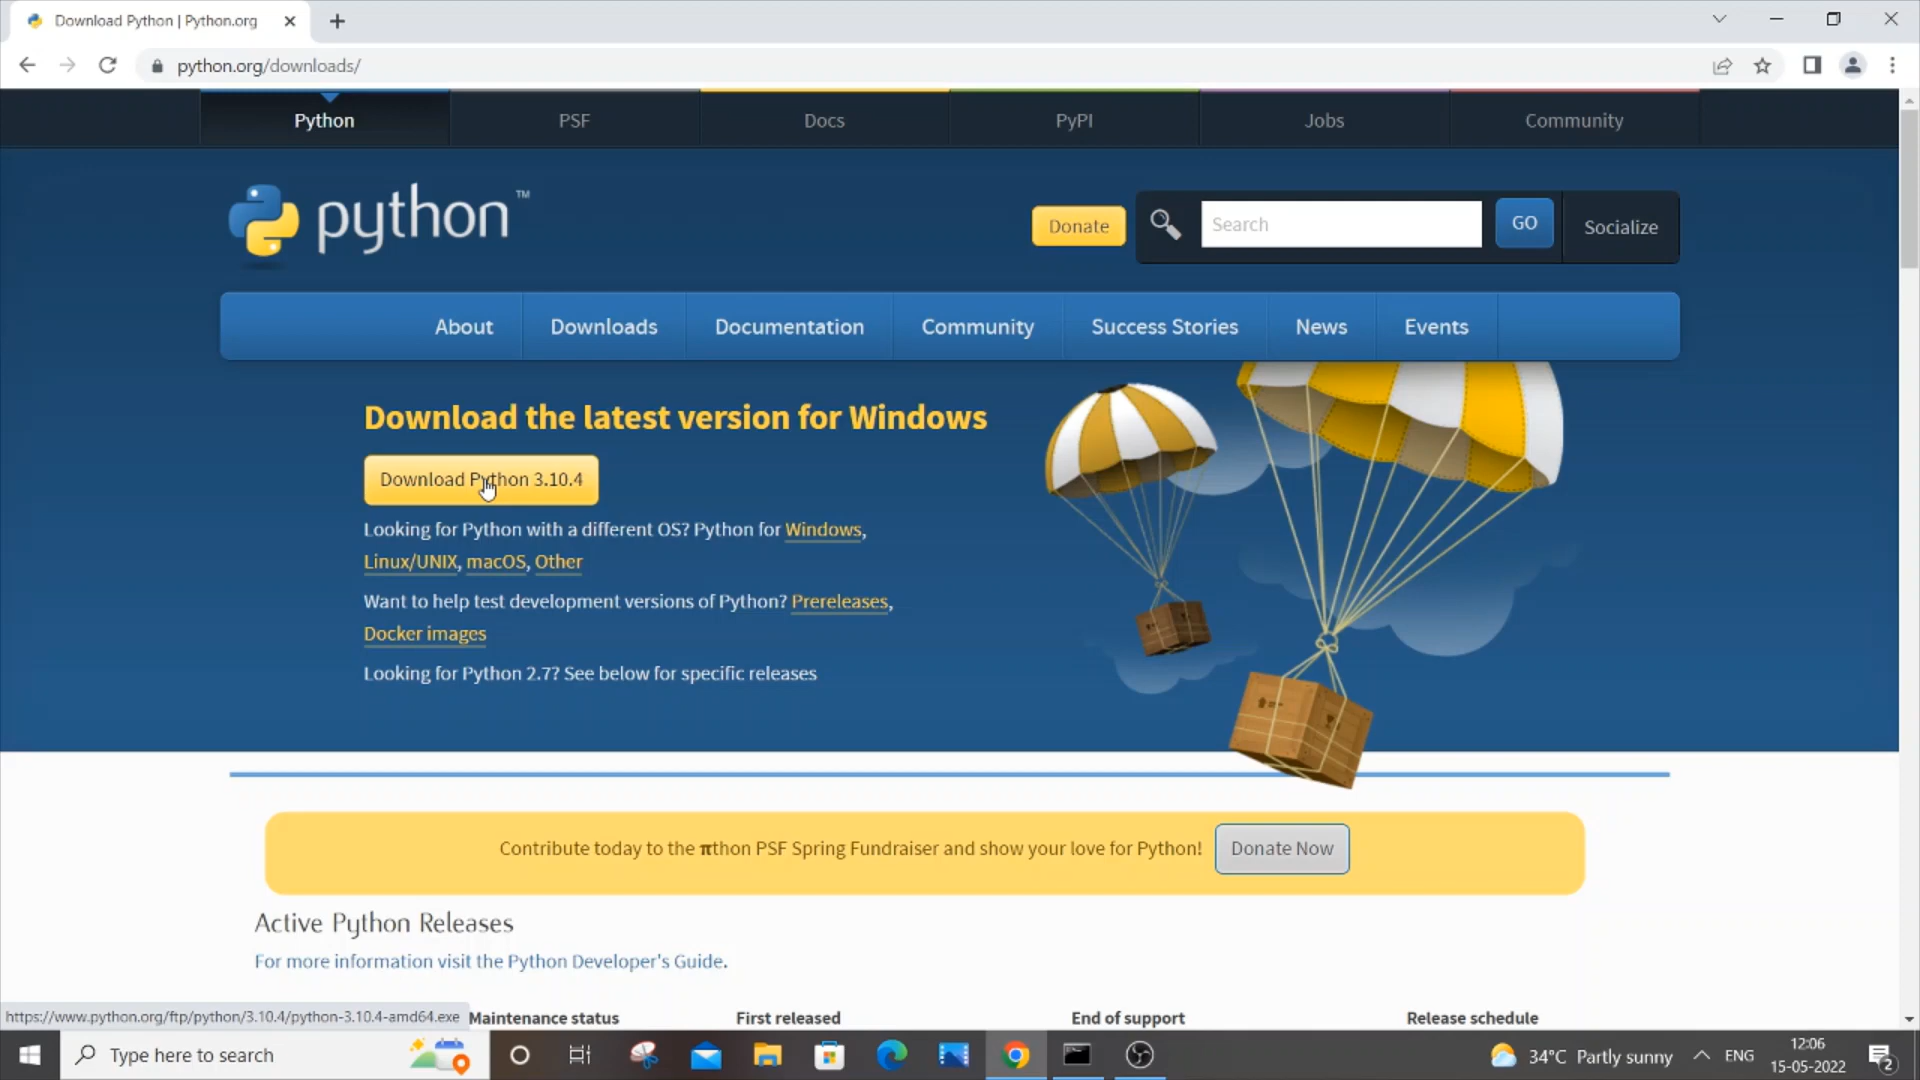 Download Python | Python.org
python.org/downloads/
Python
PSF
Docs
PyPI
Jobs
Community
python™
Donate
Search
GO
Socialize
About
Downloads
Documentation
Community
Success Stories
News
Events
Download the latest version for Windows
Download Python 3.10.4
Looking for Python with a different OS? Python for Windows,
Linux/UNIX, macOS, Other
Want to help test development versions of Python? Prereleases,
Docker images
Looking for Python 2.7? See below for specific releases
Contribute today to the πthon PSF Spring Fundraiser and show your love for Python!
Donate Now
Active Python Releases
For more information visit the Python Developer's Guide.
https://www.python.org/ftp/python/3.10.4/python-3.10.4-amd64.exe
Maintenance status
First released
End of support
Release schedule
Type here to search
34°C Partly sunny
ENG
12:06
15-05-2022
2